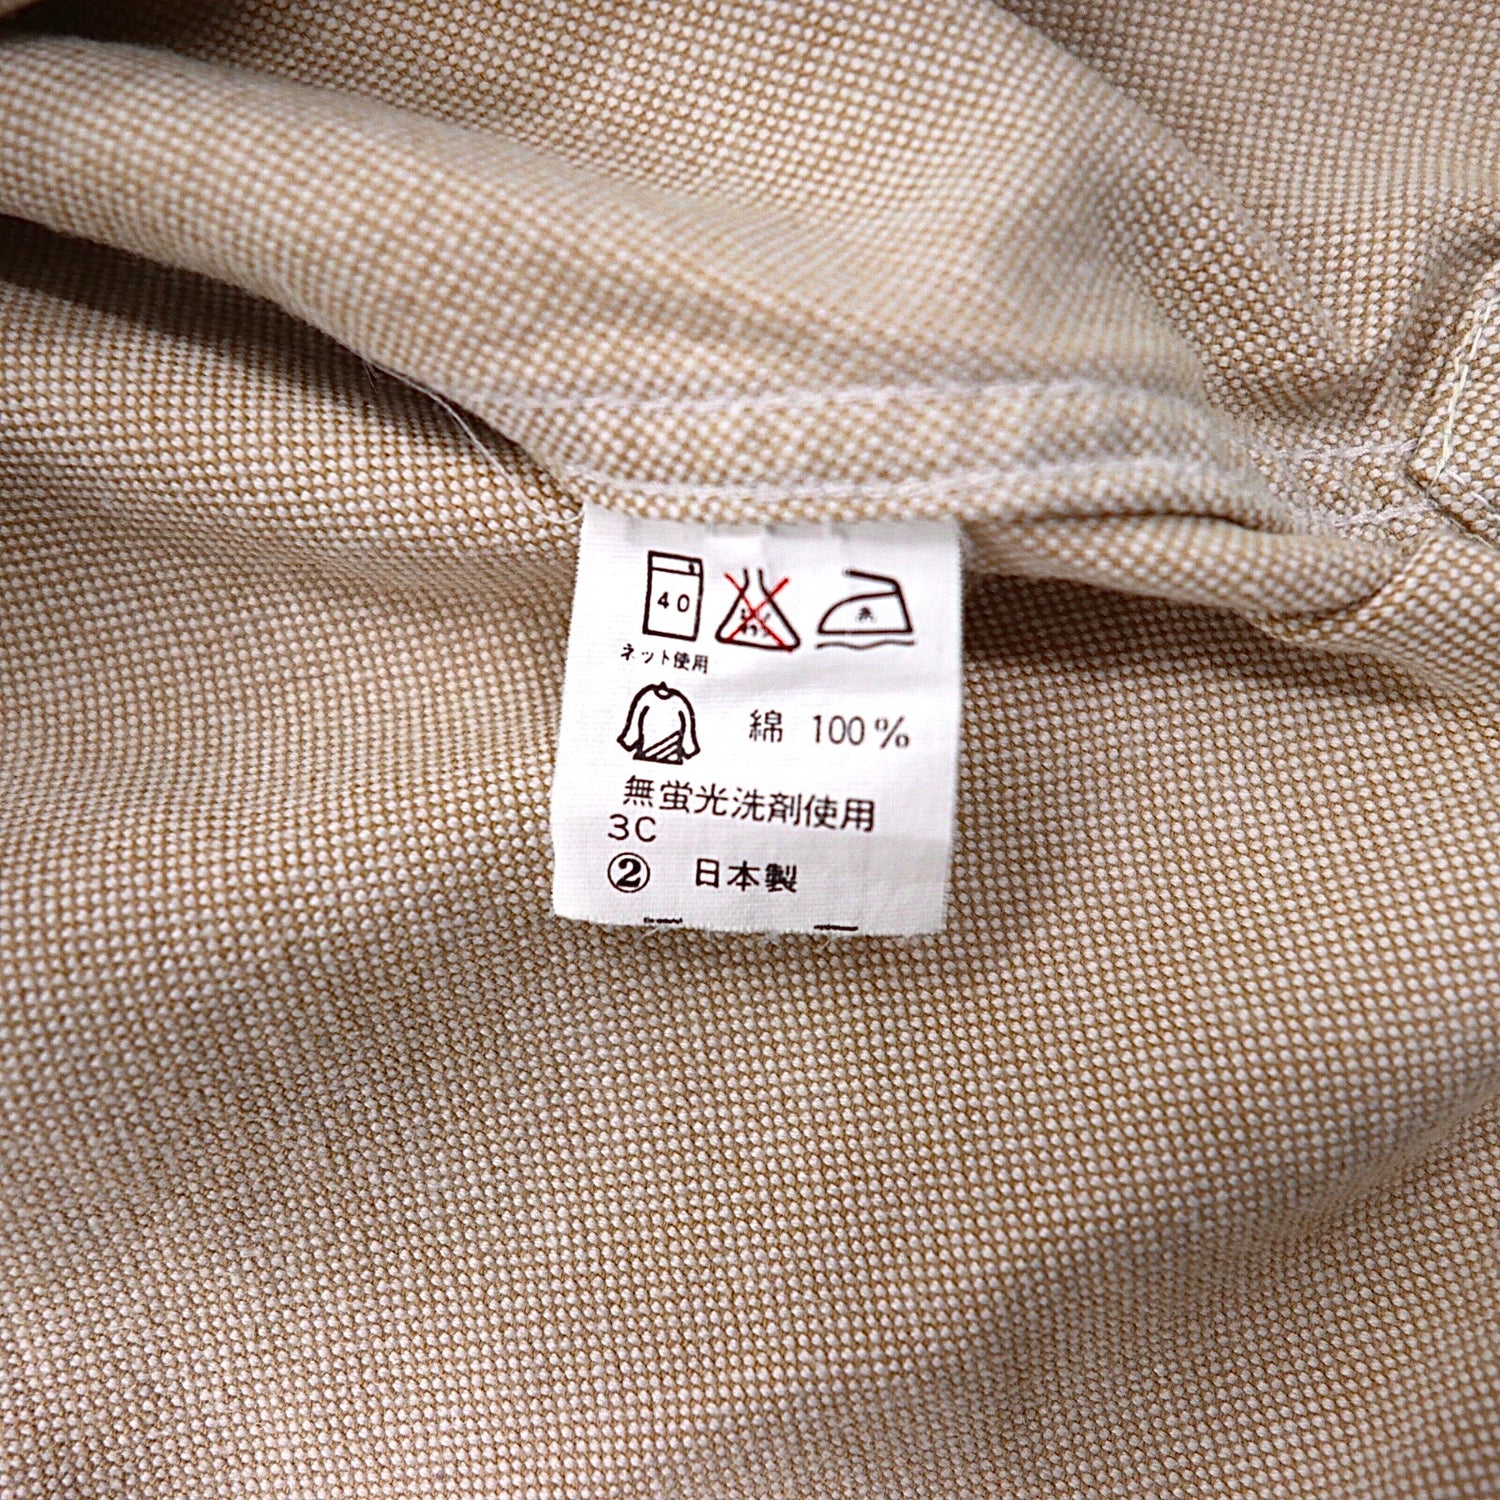 40
ネット使用
綿 100%
無蛍光洗剤使用
3C
② 日本製